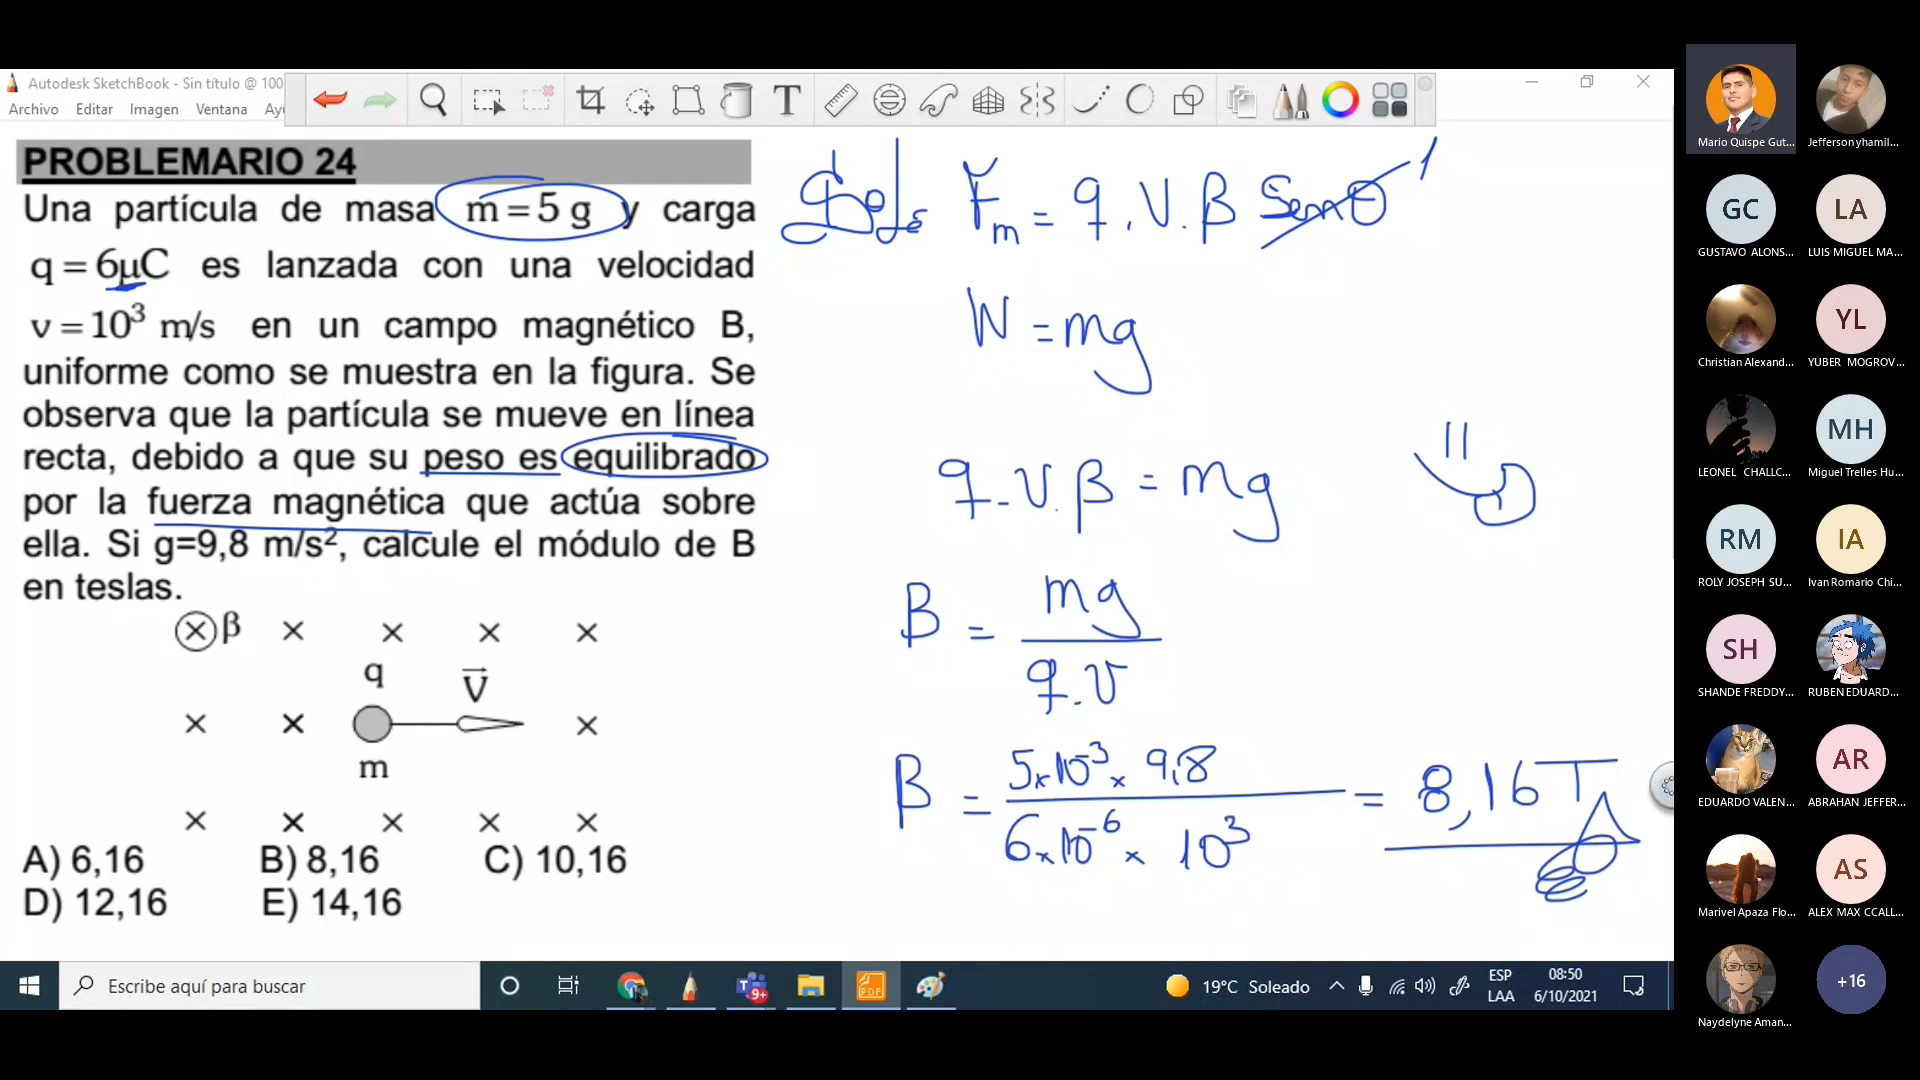 Autodesk SketchBook - Sin título @ 100
Archivo Editar Imagen Ventana Ay
T
PROBLEMARIO 24
Una partícula de masa m = 5 g y carga
q = 6μC es lanzada con una velocidad
v = 10³ m/s en un campo magnético B,
uniforme como se muestra en la figura. Se
observa que la partícula se mueve en línea
recta, debido a que su peso es equilibrado
por la fuerza magnética que actúa sobre
ella. Si g=9,8 m/s², calcule el módulo de B
en teslas.
β
q V
m
A) 6,16 B) 8,16 C) 10,16
D) 12,16 E) 14,16
Sol: Fm = q . V . β Senθ 1
W = mg
q . v . β = mg
B = mg / q . v
B = 5x10⁻³ x 9,8 / 6x10⁻⁶ x 10³ = 8,16 T
Mario Quispe Gut...
Jefferson yhamil...
GC
GUSTAVO ALONS...
LA
LUIS MIGUEL MA...
Christian Alexand...
YL
YUBER MOGROV...
LEONEL CHALLC...
MH
Miguel Trelles Hu...
RM
ROLY JOSEPH SU...
IA
Ivan Romario Chi...
SH
SHANDE FREDDY...
RUBEN EDUARD...
EDUARDO VALEN...
AR
ABRAHAN JEFFER...
Marivel Apaza Flo...
AS
ALEX MAX CCALL...
Naydelyne Aman...
+16
Escribe aquí para buscar
9+
PDF
19°C Soleado
ESP
LAA
08:50
6/10/2021